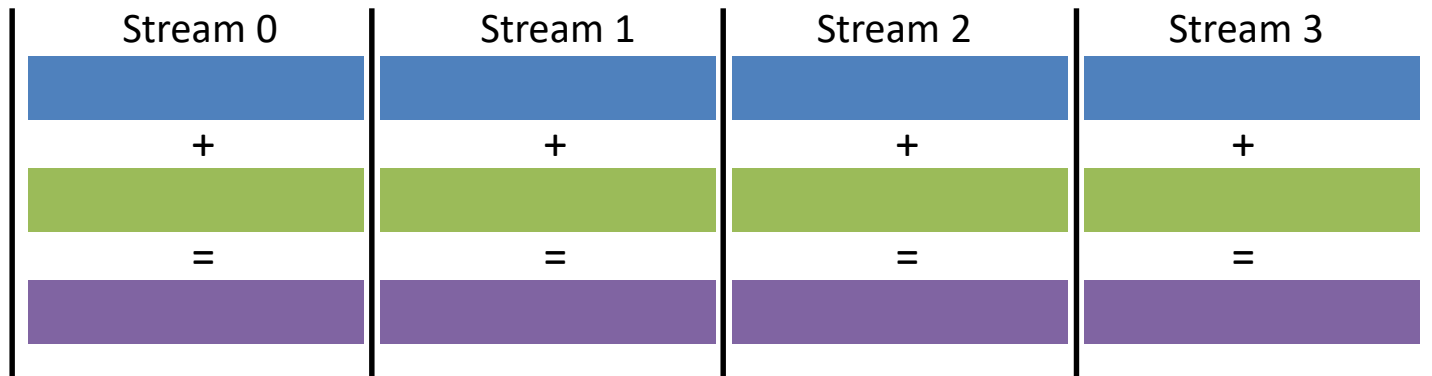 Stream 0 Stream 1 Stream 2 Stream 3
+ + + +
= = = =